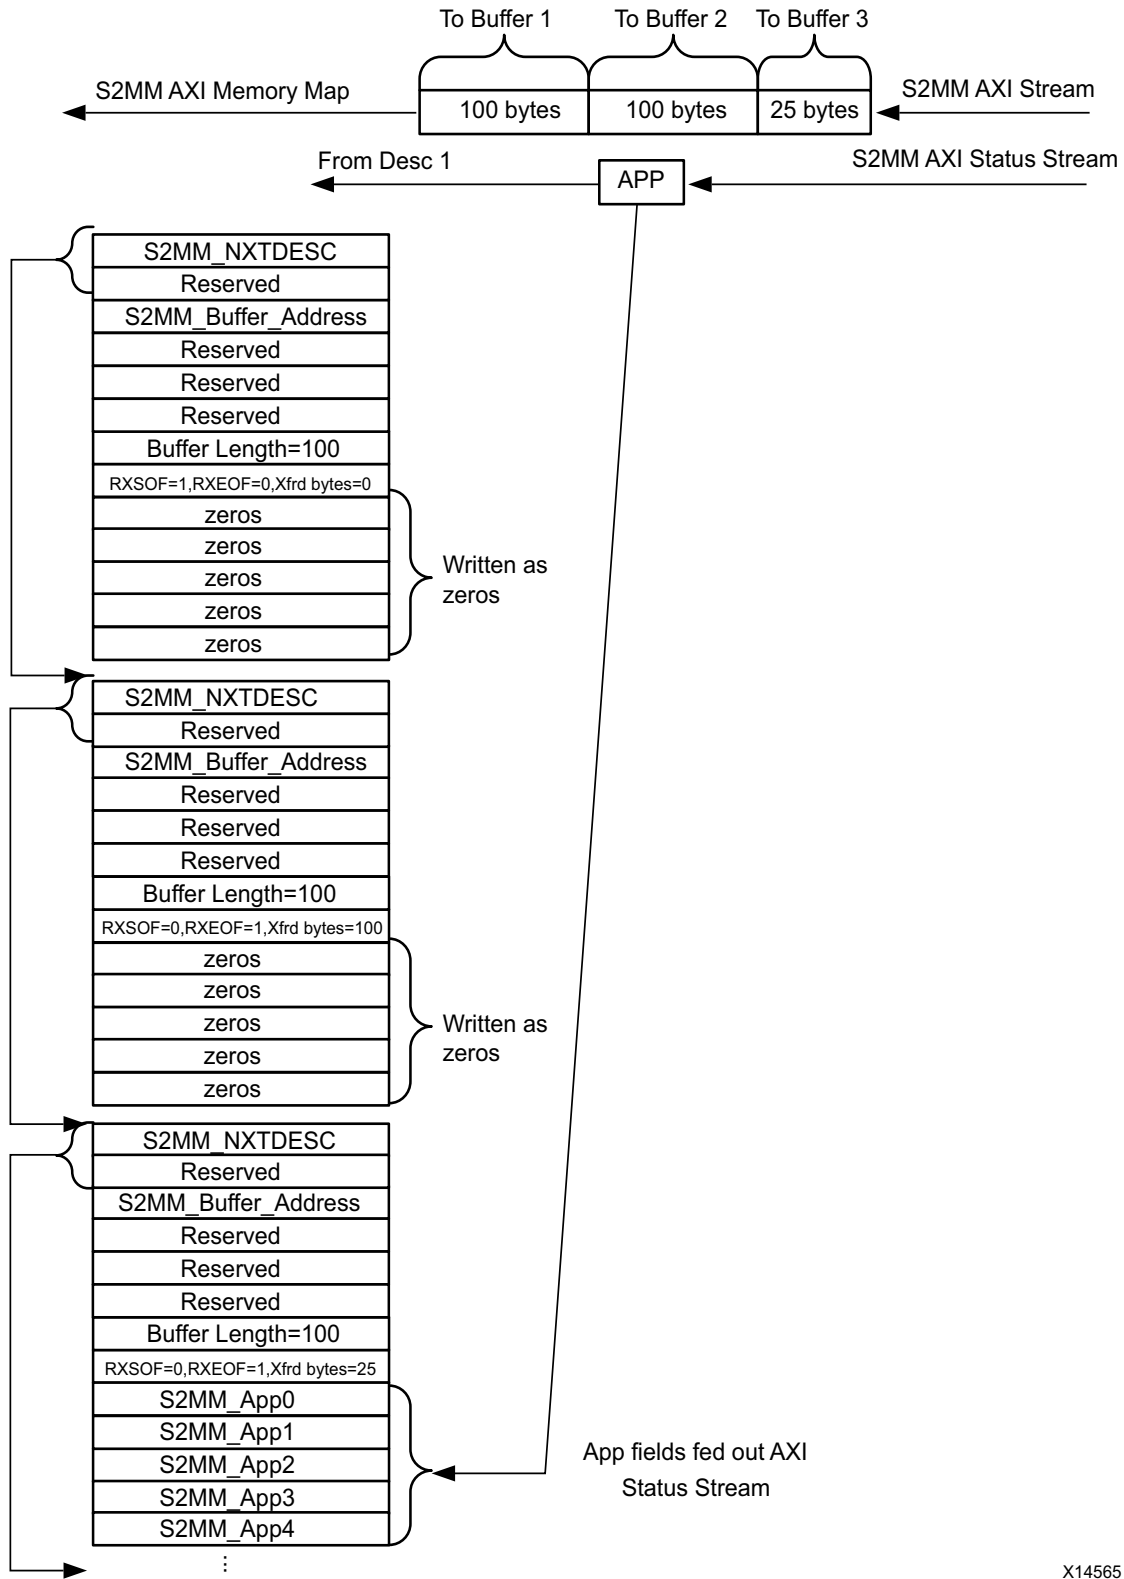 To Buffer 1
To Buffer 2
To Buffer 3
S2MM AXI Memory Map
100 bytes
100 bytes
25 bytes
S2MM AXI Stream
From Desc 1
APP
S2MM AXI Status Stream
S2MM_NXTDESC
Reserved
S2MM_Buffer_Address
Reserved
Reserved
Reserved
Buffer Length=100
RXSOF=1,RXEOF=0,Xfrd bytes=0
zeros
zeros
zeros
zeros
zeros
Written as
zeros
S2MM_NXTDESC
Reserved
S2MM_Buffer_Address
Reserved
Reserved
Reserved
Buffer Length=100
RXSOF=0,RXEOF=1,Xfrd bytes=100
zeros
zeros
zeros
zeros
zeros
Written as
zeros
S2MM_NXTDESC
Reserved
S2MM_Buffer_Address
Reserved
Reserved
Reserved
Buffer Length=100
RXSOF=0,RXEOF=1,Xfrd bytes=25
S2MM_App0
S2MM_App1
S2MM_App2
S2MM_App3
S2MM_App4
App fields fed out AXI
Status Stream
...
X14565